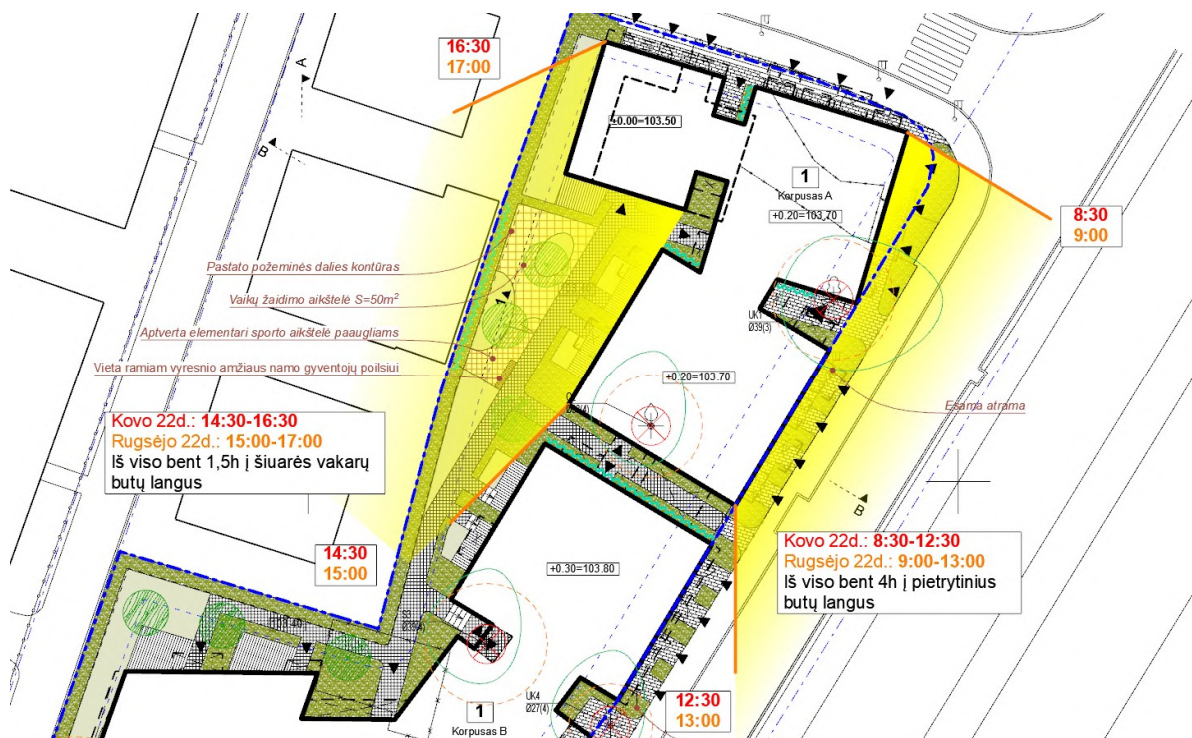 16:30
17:00
A
B
±0.00=103.50
1
Korpusas A
+0.20=103.70
8:30
9:00
Pastato požeminės dalies kontūras
Vaikų žaidimo aikštelė S=50m²
Aptverta elementari sporto aikštelė paaugliams
Vieta ramiam vyresnio amžiaus namo gyventojų poilsiui
UK1
Ø39(3)
+0.20=103.70
Esama atrama
Kovo 22d.: 14:30-16:30
Rugsėjo 22d.: 15:00-17:00
Iš viso bent 1,5h į šiuarės vakarų
butų langus
B
Kovo 22d.: 8:30-12:30
Rugsėjo 22d.: 9:00-13:00
Iš viso bent 4h į pietrytinius
butų langus
14:30
15:00
+0.30=103.80
UK4
Ø27(4)
12:30
13:00
1
Korpusas B